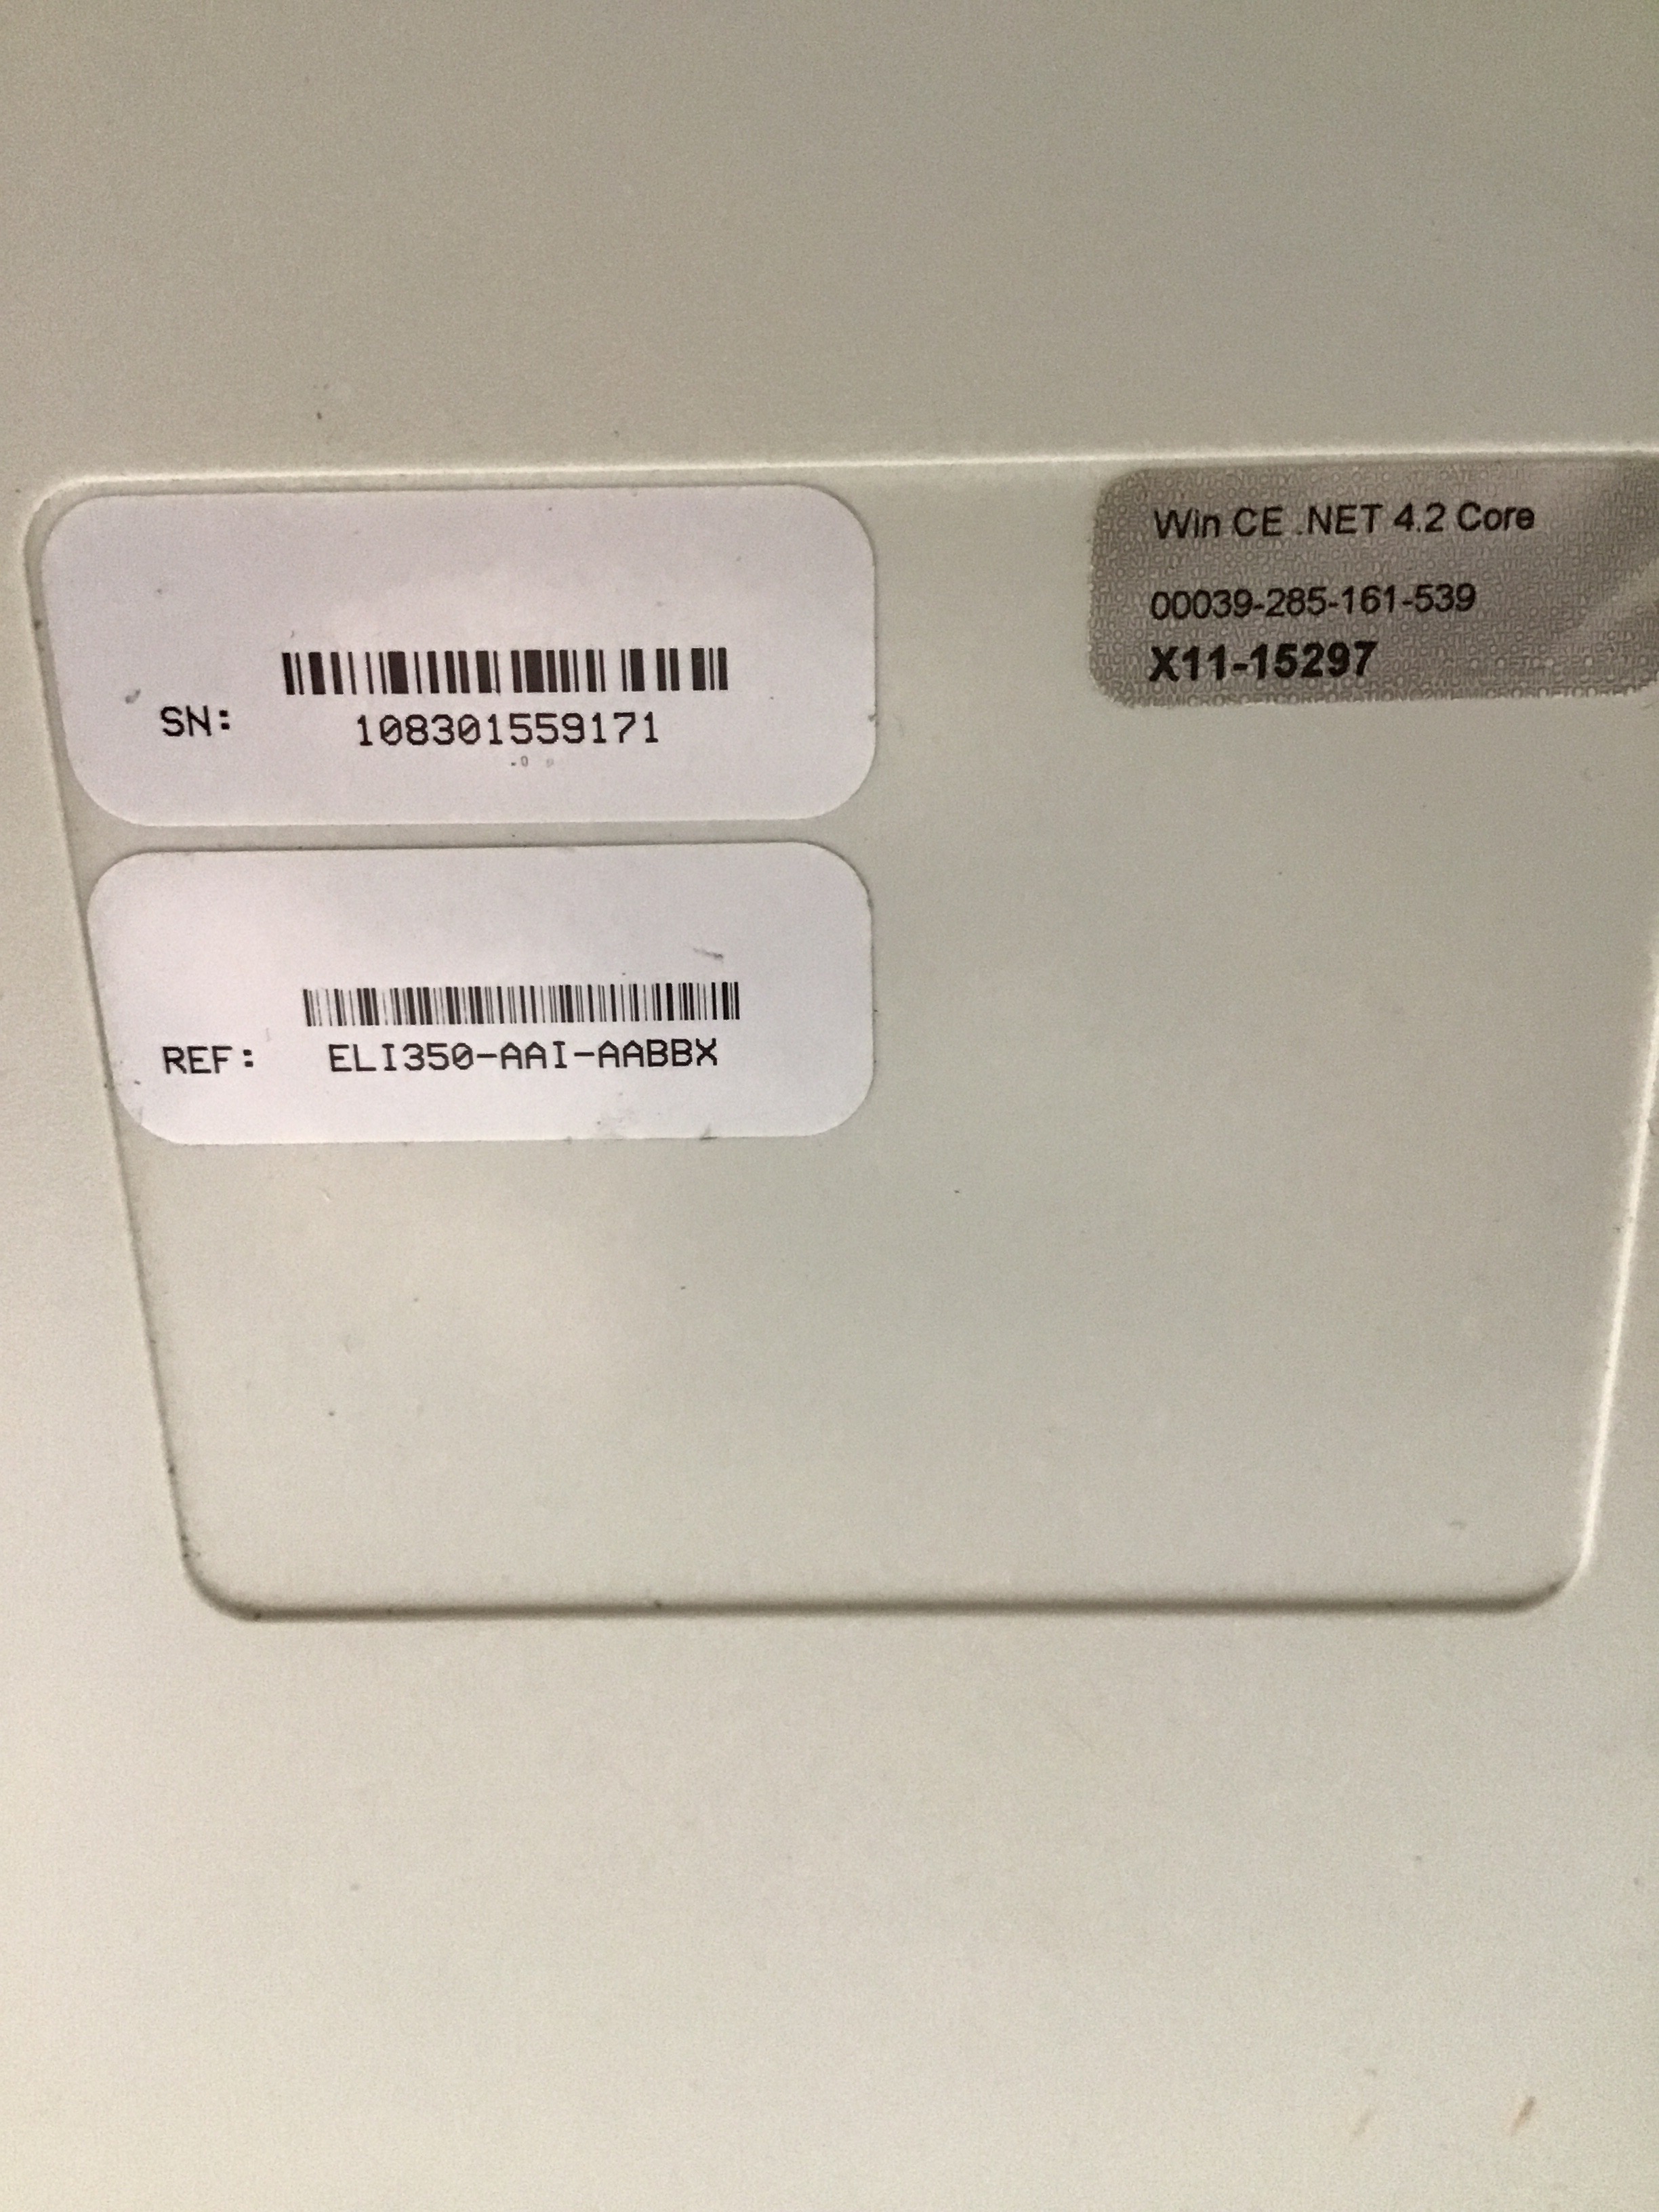 SN:
108301559171
REF:
ELI350-AAI-AABBX
Win CE .NET 4.2 Core
00039-285-161-539
X11-15297